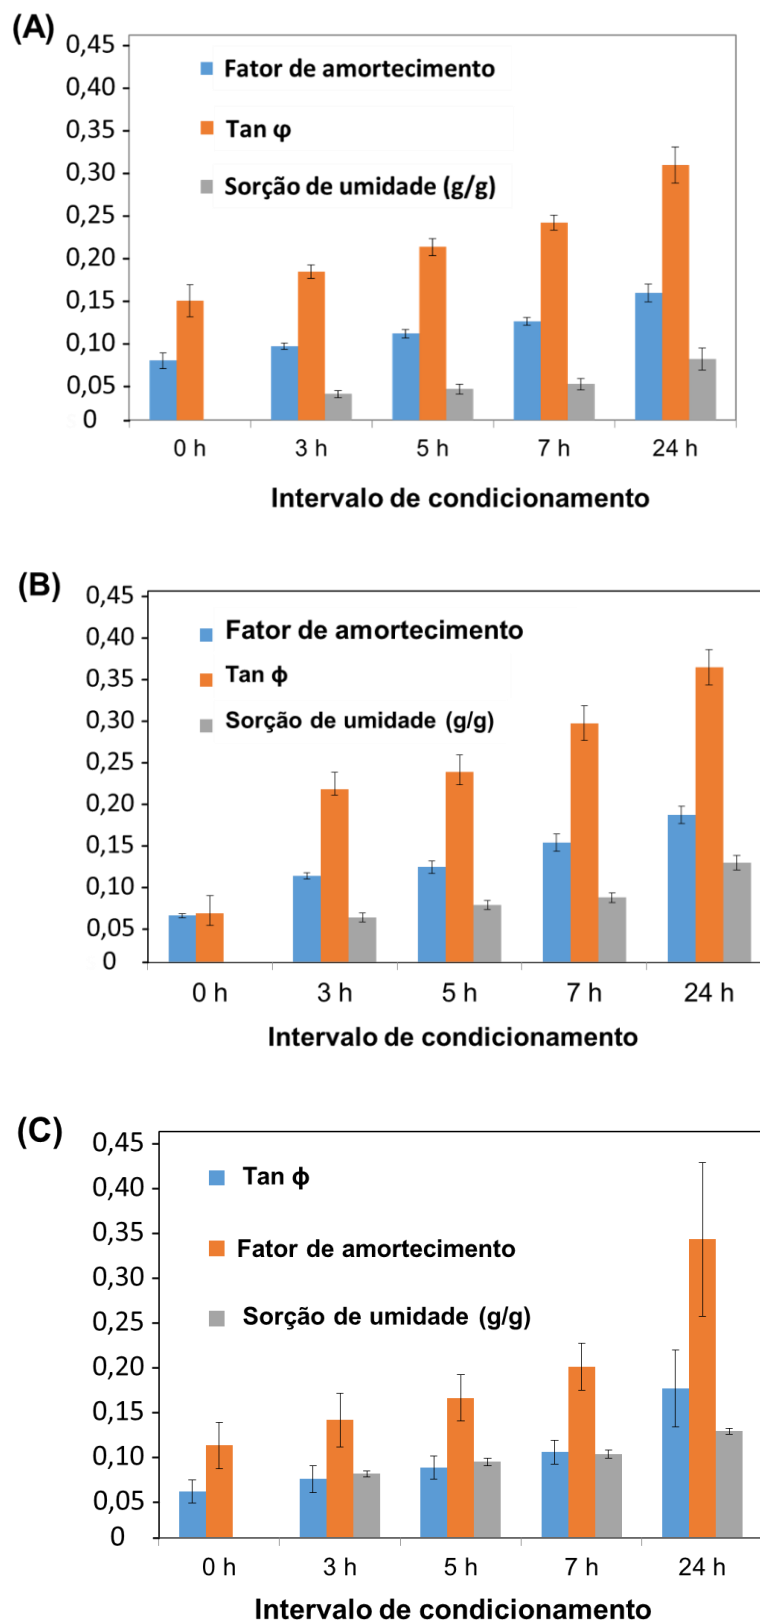 (A)
0,45
0,40
0,35
0,30
0,25
0,20
0,15
0,10
0,05
0
Fator de amortecimento
Tan φ
Sorção de umidade (g/g)
0 h 3 h 5 h 7 h 24 h
Intervalo de condicionamento
(B)
0,45
0,40
0,35
0,30
0,25
0,20
0,15
0,10
0,05
0
Fator de amortecimento
Tan ϕ
Sorção de umidade (g/g)
0 h 3 h 5 h 7 h 24 h
Intervalo de condicionamento
(C)
0,45
0,40
0,35
0,30
0,25
0,20
0,15
0,10
0,05
0
Tan ϕ
Fator de amortecimento
Sorção de umidade (g/g)
0 h 3 h 5 h 7 h 24 h
Intervalo de condicionamento